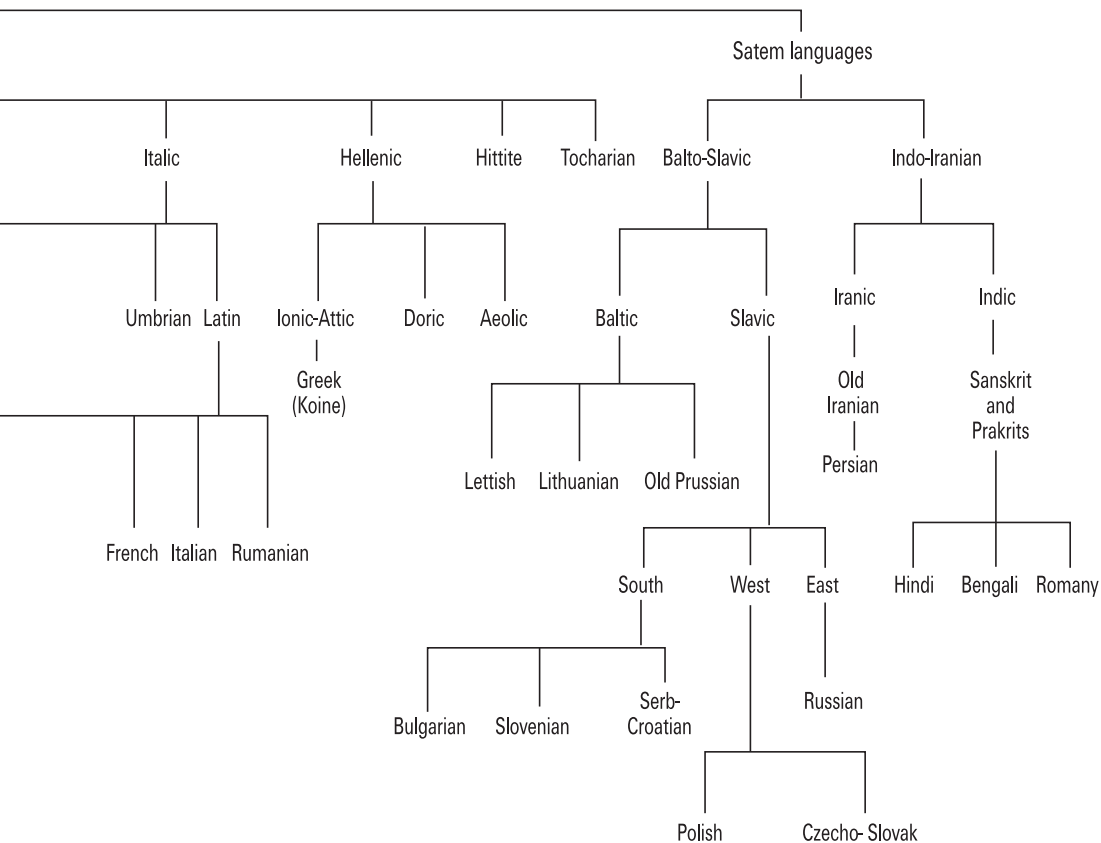 Satem languages
Italic Hellenic Hittite Tocharian Balto-Slavic Indo-Iranian
Iranic Indic
Umbrian Latin Ionic-Attic Doric Aeolic Baltic Slavic
Greek
(Koine)
Old
Iranian
Sanskrit
and
Prakrits
Persian
Lettish Lithuanian Old Prussian
French Italian Rumanian
South West East Hindi Bengali Romany
Bulgarian Slovenian
Serb-
Croatian
Russian
Polish Czecho- Slovak